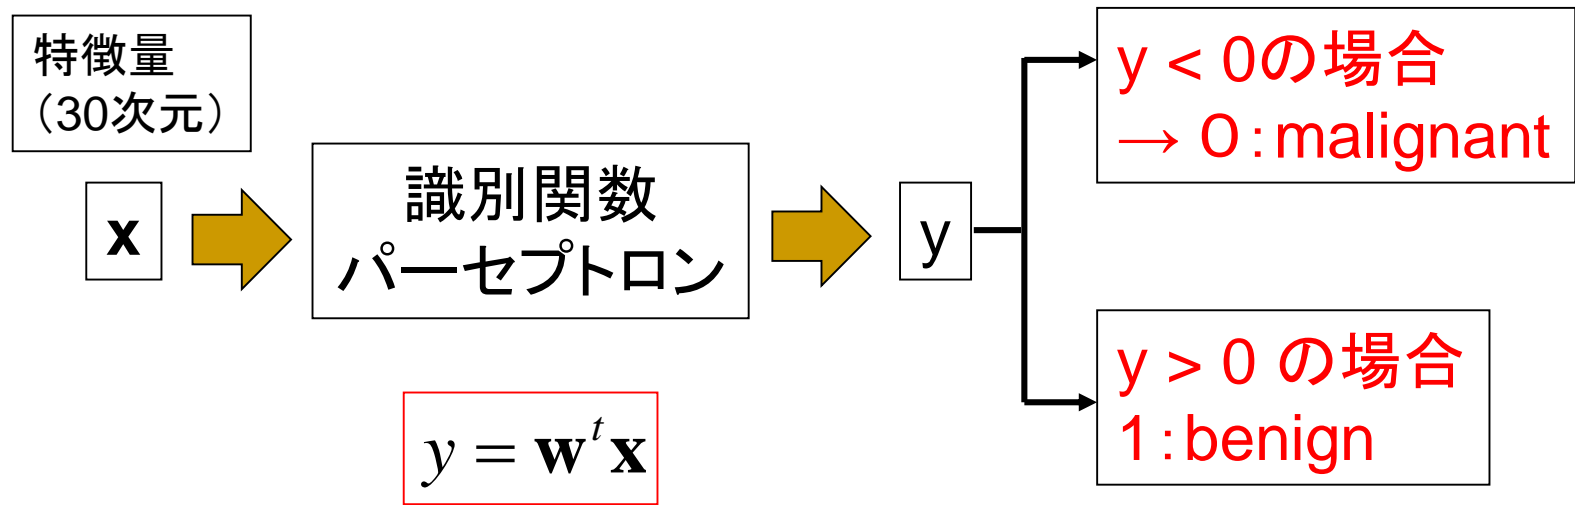 特徴量
（30次元）
x
識別関数
パーセプトロン
y = wᵗx
y
y < 0の場合
→ 0：malignant
y > 0 の場合
1：benign